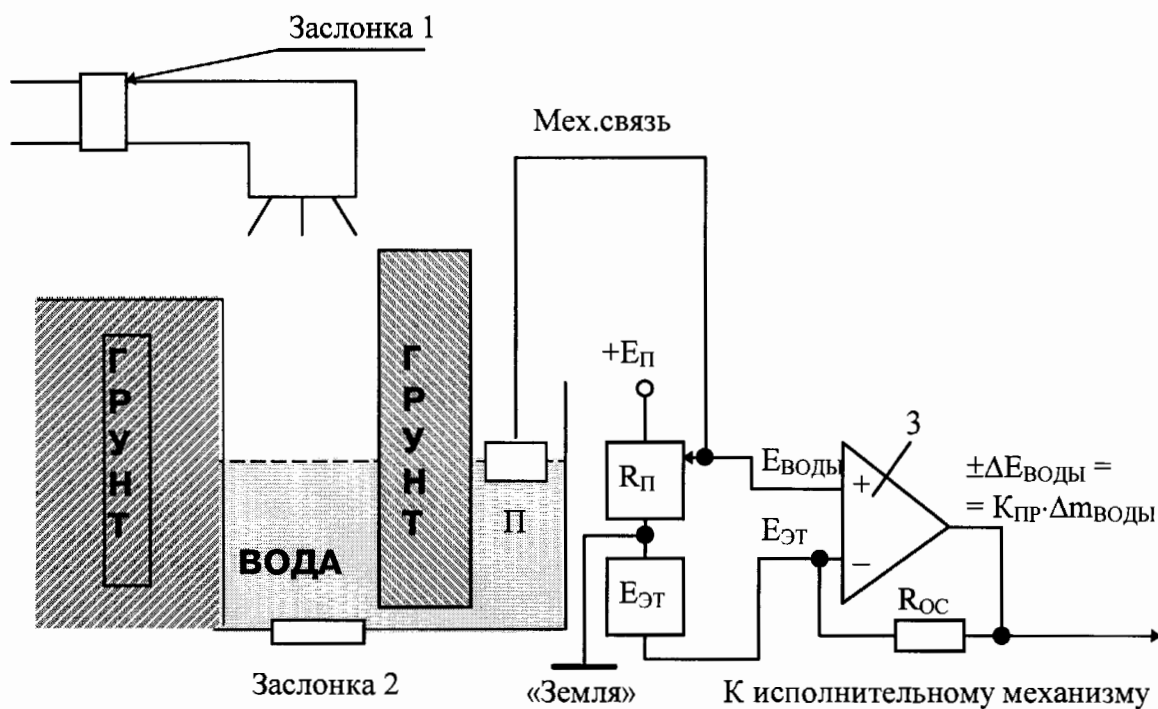 Заслонка 1
Мех.связь
ГРУНТ
ГРУНТ
ВОДА
П
+EП
RП
EЭТ
EВОДЫ
EЭТ
+
−
3
±ΔEВОДЫ =
= KПР·ΔmВОДЫ
RОС
Заслонка 2
«Земля»
К исполнительному механизму